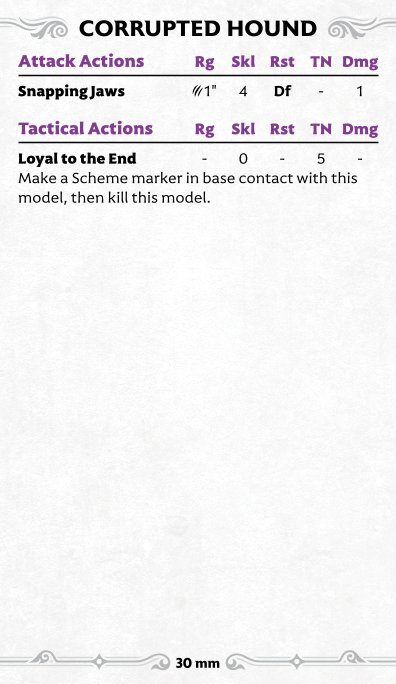 CORRUPTED HOUND
Attack Actions Rg Skl Rst TN Dmg
Snapping Jaws 1" 4 Df - 1
Tactical Actions Rg Skl Rst TN Dmg
Loyal to the End - 0 - 5 -
Make a Scheme marker in base contact with this
model, then kill this model.
30 mm